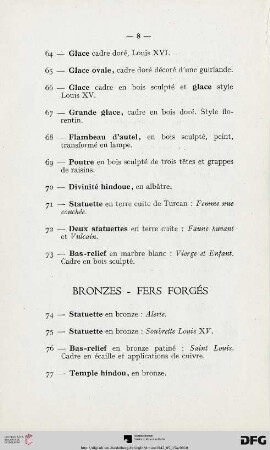 — 8 —
64 — Glace cadre doré, Louis XVI.
65 — Glace ovale, cadre doré décoré d'une guirlande.
66 — Glace cadre en bois sculpté et glace style
Louis XV.
67 — Grande glace, cadre en bois doré. Style flo-
rentin.
68 — Flambeau d'autel, en bois sculpté, peint,
transformé en lampe.
69 — Poutre en bois sculpté de trois têtes et grappes
de raisins.
70 — Divinité hindoue, en albâtre.
71 — Statuette en terre cuite de Turcan : Femme nue
couchée.
72 — Deux statuettes en terre cuite : Faune
et Vulcain.
73 — Bas-relief en marbre blanc : Vierge et Enfant.
Cadre en bois sculpté.
BRONZES - FERS FORGÉS
74 — Statuette en bronze : Alerte.
75 — Statuette en bronze : Soubrette Louis XV.
76 — Bas-relief en bronze patiné : Saint Louis.
Cadre en écaille et applications de cuivre.
77 — Temple hindou, en bronze.
UNIVERSITÄTS-
BIBLIOTHEK
HEIDELBERG
DFG